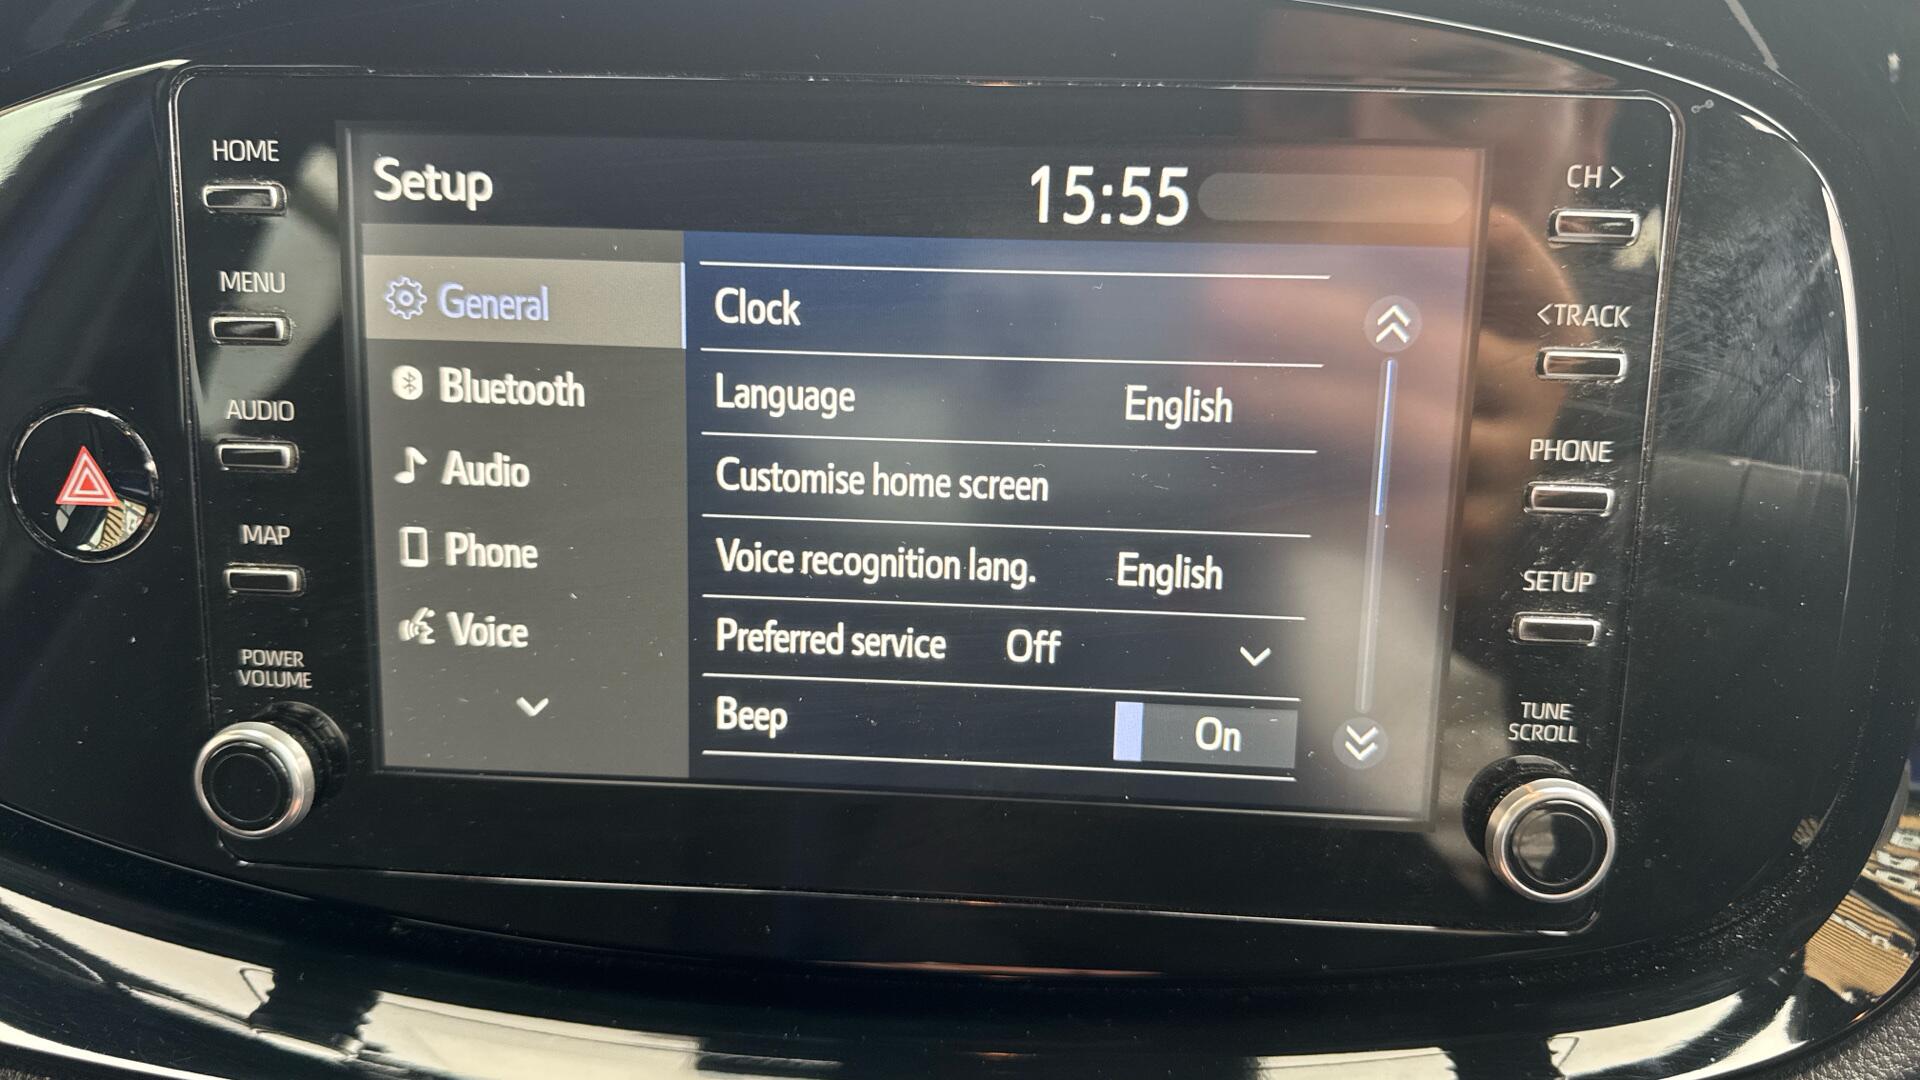 HOME
MENU
AUDIO
MAP
POWER
VOLUME
Setup
15:55
General
Bluetooth
Audio
Phone
Voice
Clock
Language English
Customise home screen
Voice recognition lang. English
Preferred service Off
Beep On
CH >
<TRACK
PHONE
SETUP
TUNE
SCROLL